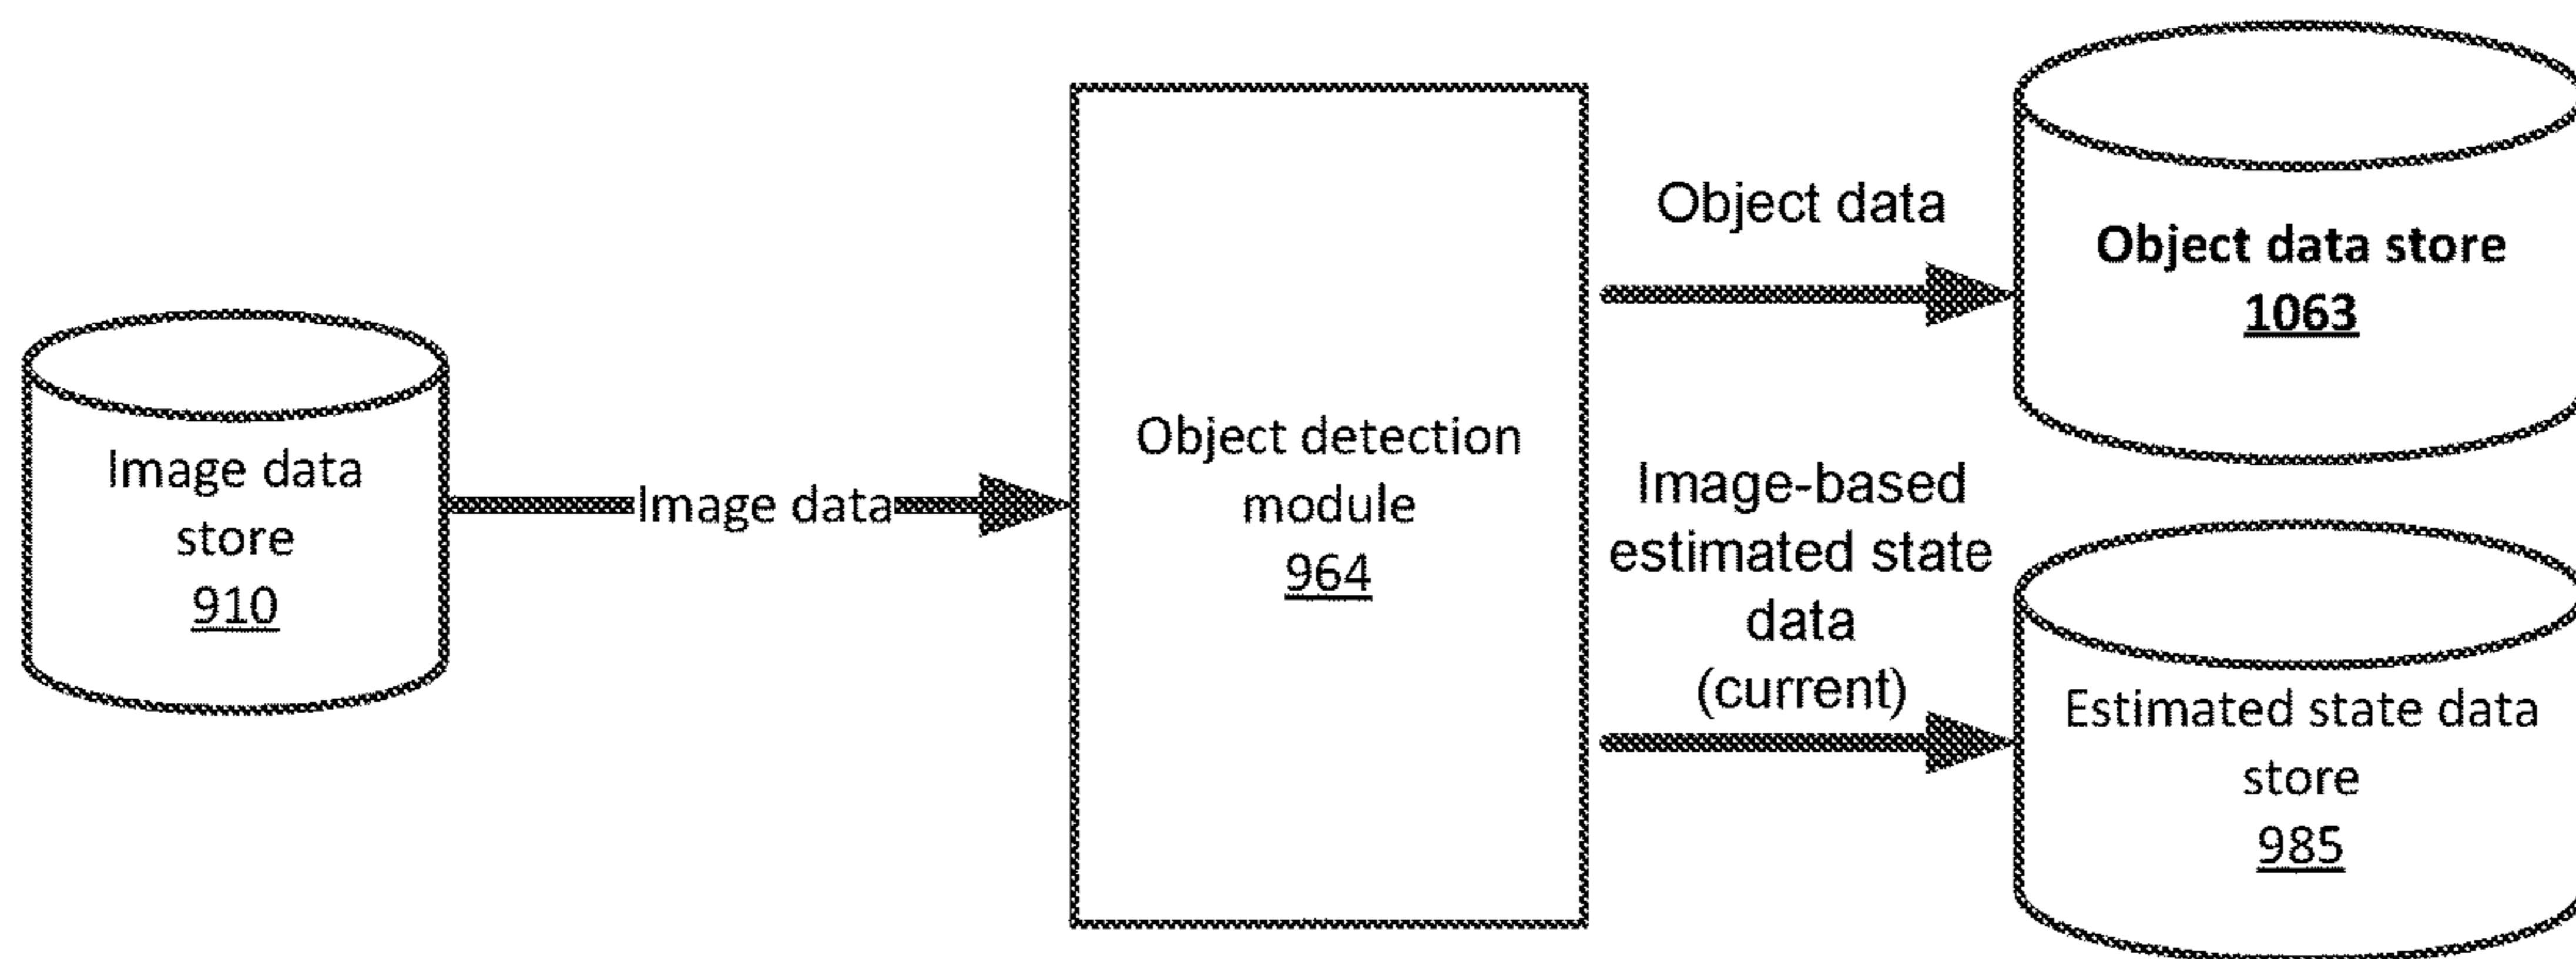 Image data
store
910
Image data
Object detection
module
964
Object data
Image-based
estimated state
data
(current)
Object data store
1063
Estimated state data
store
985